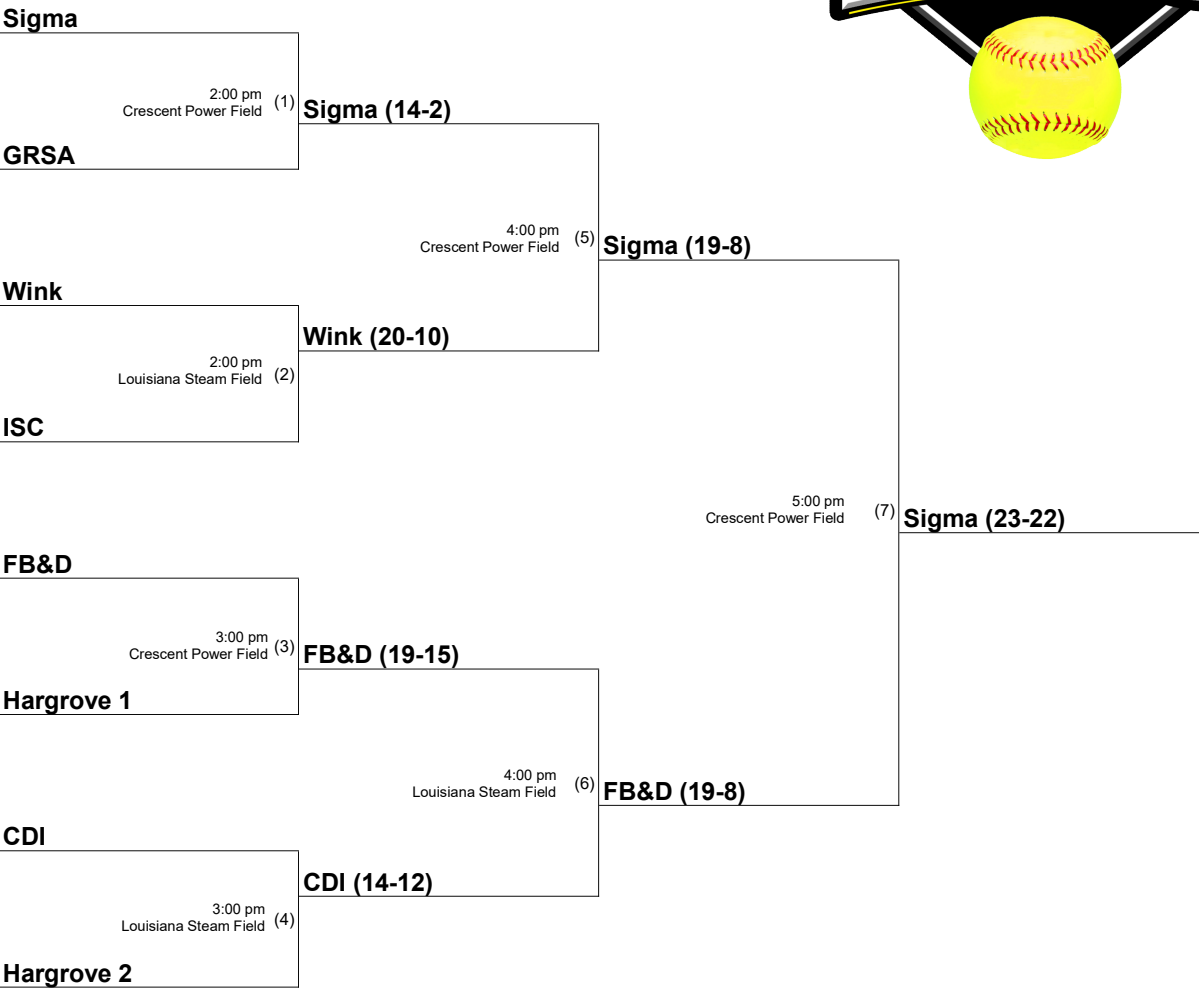 Sigma
2:00 pm
Crescent Power Field
(1)
Sigma (14-2)
GRSA
4:00 pm
Crescent Power Field
(5)
Sigma (19-8)
Wink
Wink (20-10)
2:00 pm
Louisiana Steam Field
(2)
ISC
5:00 pm
Crescent Power Field
(7)
Sigma (23-22)
FB&D
3:00 pm
Crescent Power Field
(3)
FB&D (19-15)
Hargrove 1
4:00 pm
Louisiana Steam Field
(6)
FB&D (19-8)
CDI
CDI (14-12)
3:00 pm
Louisiana Steam Field
(4)
Hargrove 2